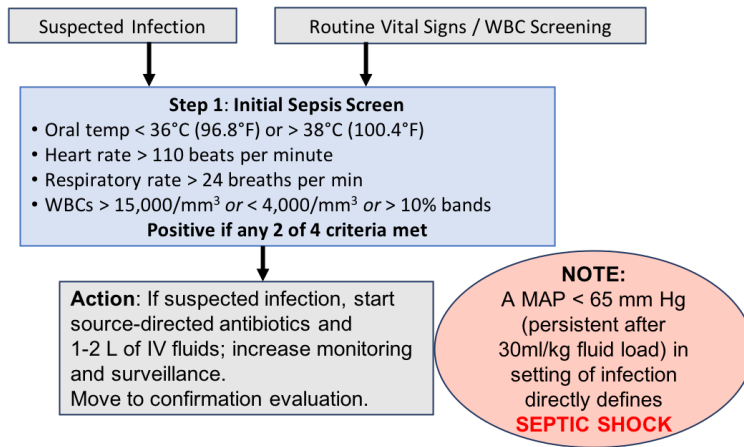 Suspected Infection
Routine Vital Signs / WBC Screening
Step 1: Initial Sepsis Screen
• Oral temp < 36°C (96.8°F) or > 38°C (100.4°F)
• Heart rate > 110 beats per minute
• Respiratory rate > 24 breaths per min
• WBCs > 15,000/mm³ or < 4,000/mm³ or > 10% bands
Positive if any 2 of 4 criteria met
Action: If suspected infection, start
source-directed antibiotics and
1-2 L of IV fluids; increase monitoring
and surveillance.
Move to confirmation evaluation.
NOTE:
A MAP < 65 mm Hg
(persistent after
30ml/kg fluid load) in
setting of infection
directly defines
SEPTIC SHOCK